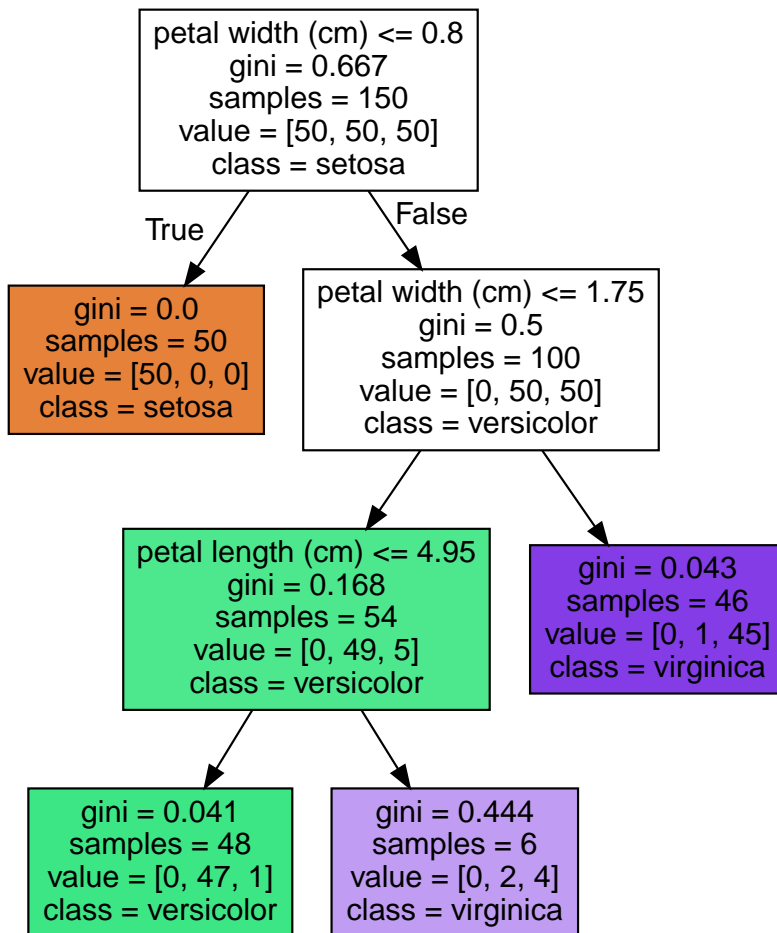 petal width (cm) <= 0.8
gini = 0.667
samples = 150
value = [50, 50, 50]
class = setosa
True
False
gini = 0.0
samples = 50
value = [50, 0, 0]
class = setosa
petal width (cm) <= 1.75
gini = 0.5
samples = 100
value = [0, 50, 50]
class = versicolor
petal length (cm) <= 4.95
gini = 0.168
samples = 54
value = [0, 49, 5]
class = versicolor
gini = 0.043
samples = 46
value = [0, 1, 45]
class = virginica
gini = 0.041
samples = 48
value = [0, 47, 1]
class = versicolor
gini = 0.444
samples = 6
value = [0, 2, 4]
class = virginica